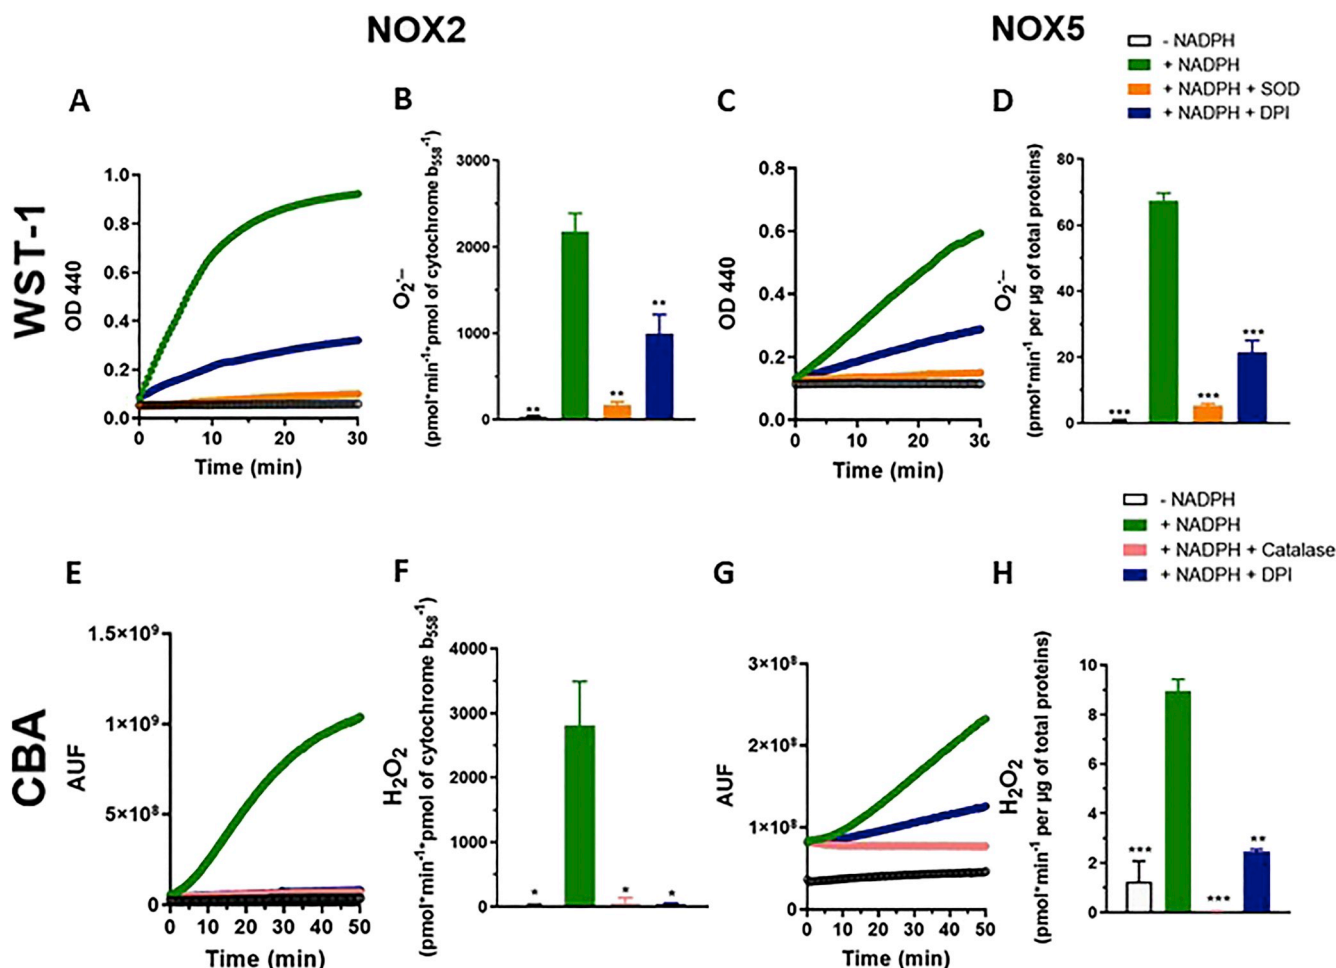 NOX2
NOX5
- NADPH
+ NADPH
+ NADPH + SOD
+ NADPH + DPI
A
B
C
D
WST-1
OD 440
1.0
0.8
0.6
0.4
0.2
0.0
0 10 20 30
Time (min)
O₂·–
(pmol*min⁻¹*pmol of cytochrome b₅₅₈⁻¹)
3000
2000
1000
0
**
**
**
OD 440
0.8
0.6
0.4
0.2
0.0
0 10 20 30
Time (min)
O₂·–
(pmol*min⁻¹ per µg of total proteins)
80
60
40
20
0
***
***
***
- NADPH
+ NADPH
+ NADPH + Catalase
+ NADPH + DPI
E
F
G
H
CBA
AUF
1.5×10⁹
1×10⁹
5×10⁸
0
0 10 20 30 40 50
Time (min)
H₂O₂
(pmol*min⁻¹*pmol of cytochrome b₅₅₈⁻¹)
4000
3000
2000
1000
0
*
*
*
AUF
3×10⁸
2×10⁸
1×10⁸
0
0 10 20 30 40 50
Time (min)
H₂O₂
(pmol*min⁻¹ per µg of total proteins)
10
8
6
4
2
0
***
***
**